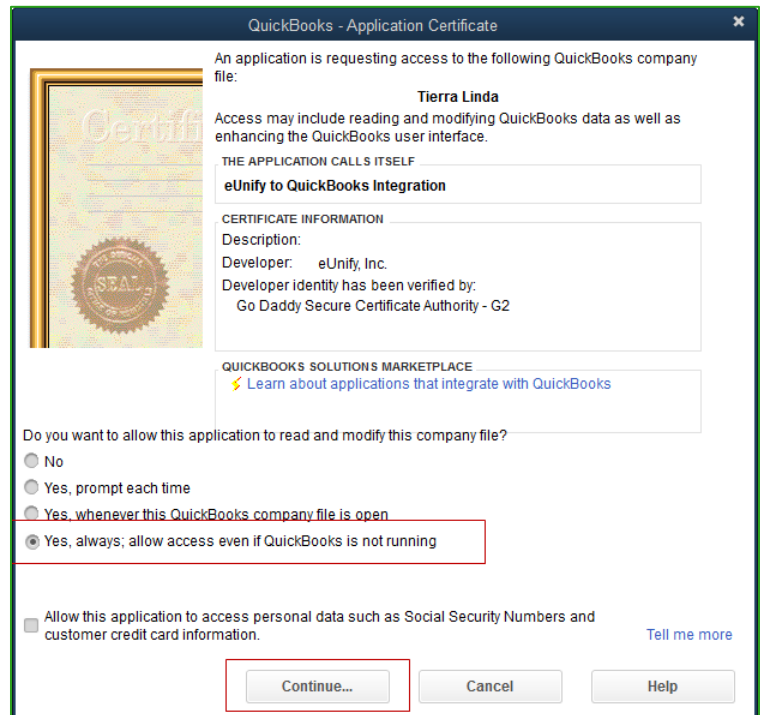 QuickBooks - Application Certificate
An application is requesting access to the following QuickBooks company
file:
Tierra Linda
Access may include reading and modifying QuickBooks data as well as
enhancing the QuickBooks user interface.
THE APPLICATION CALLS ITSELF
eUnify to QuickBooks Integration
CERTIFICATE INFORMATION
Description:
Developer: eUnify, Inc.
Developer identity has been verified by:
Go Daddy Secure Certificate Authority - G2
QUICKBOOKS SOLUTIONS MARKETPLACE
Learn about applications that integrate with QuickBooks
Certifi
THE OFFICIAL
SEAL
Do you want to allow this application to read and modify this company file?
No
Yes, prompt each time
Yes, whenever this QuickBooks company file is open
Yes, always; allow access even if QuickBooks is not running
Allow this application to access personal data such as Social Security Numbers and
customer credit card information.
Tell me more
Continue...
Cancel
Help